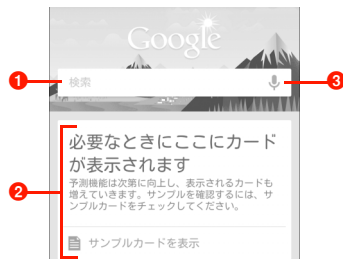 Google
1
検索
3
2
必要なときにここにカード
が表示されます
予測機能は次第に向上し、表示されるカードも
増えていきます。サンプルを確認するには、サ
ンプルカードをチェックしてください。
サンプルカードを表示